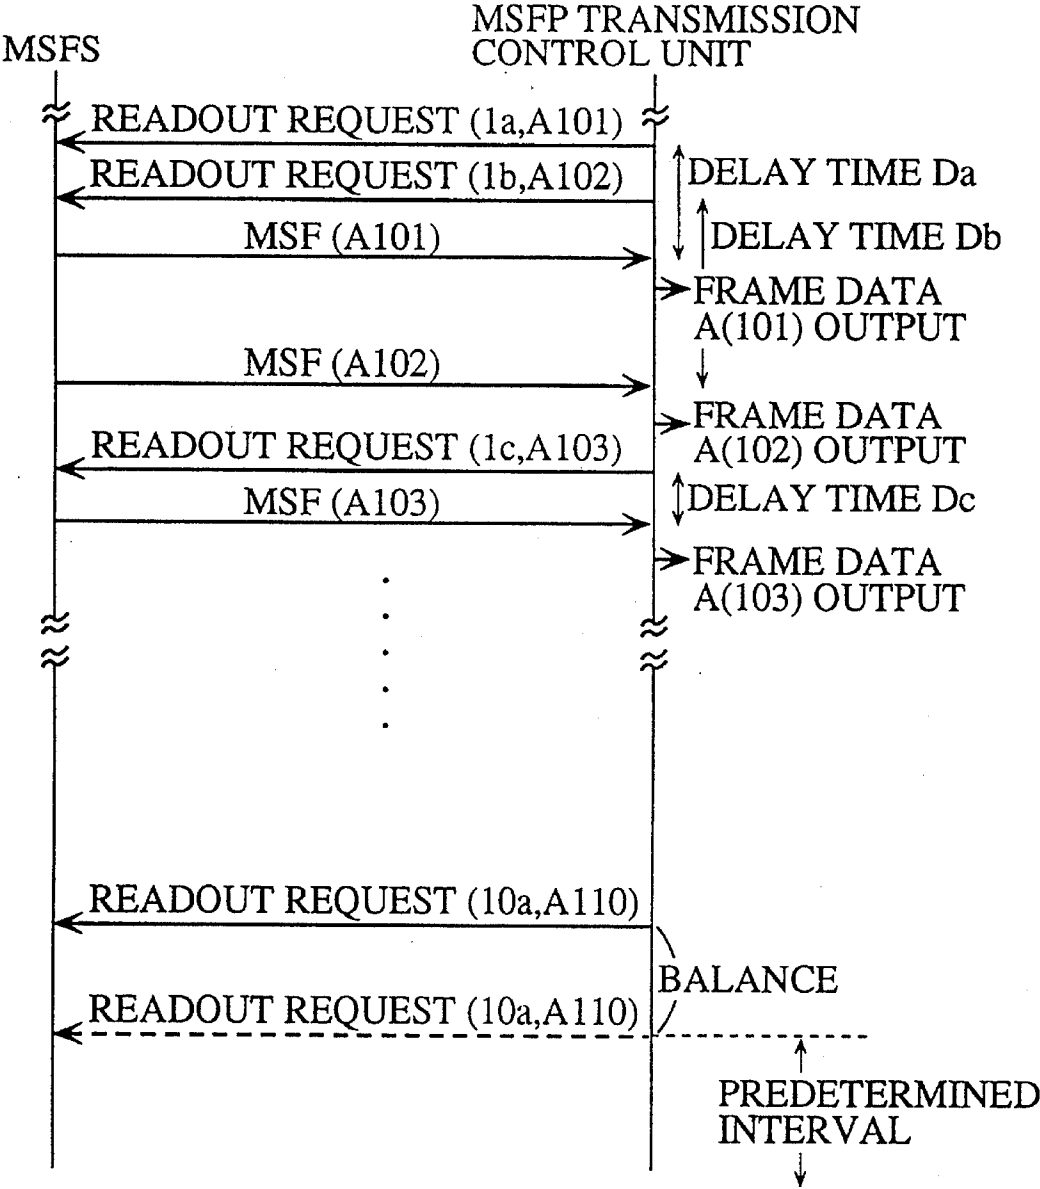 MSFS
MSFP TRANSMISSION
CONTROL UNIT
READOUT REQUEST (1a,A101)
READOUT REQUEST (1b,A102)
DELAY TIME Da
MSF (A101)
DELAY TIME Db
FRAME DATA
A(101) OUTPUT
MSF (A102)
FRAME DATA
A(102) OUTPUT
READOUT REQUEST (1c,A103)
MSF (A103)
DELAY TIME Dc
FRAME DATA
A(103) OUTPUT
READOUT REQUEST (10a,A110)
BALANCE
READOUT REQUEST (10a,A110)
PREDETERMINED
INTERVAL